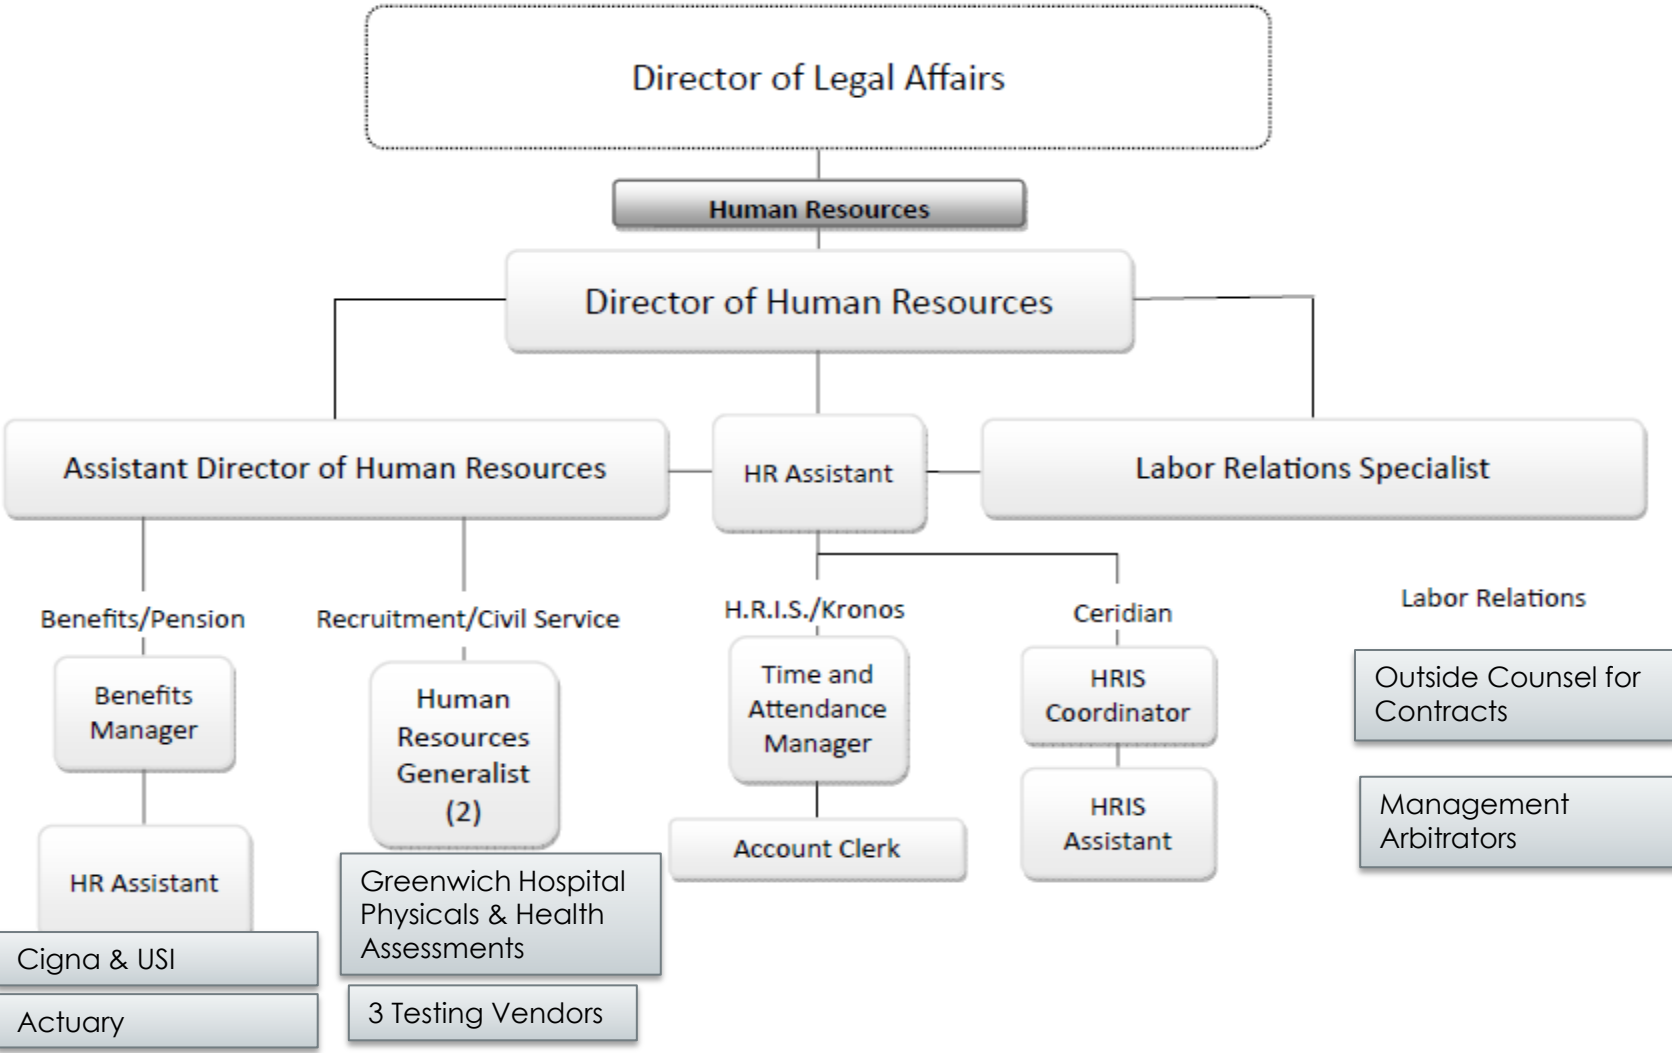 Director of Legal Affairs
Human Resources
Director of Human Resources
Assistant Director of Human Resources
HR Assistant
Labor Relations Specialist
Benefits/Pension
Recruitment/Civil Service
H.R.I.S./Kronos
Ceridian
Labor Relations
Benefits
Manager
Human
Resources
Generalist
(2)
Time and
Attendance
Manager
HRIS
Coordinator
Outside Counsel for
Contracts
HR Assistant
Account Clerk
HRIS
Assistant
Management
Arbitrators
Greenwich Hospital
Physicals & Health
Assessments
Cigna & USI
Actuary
3 Testing Vendors